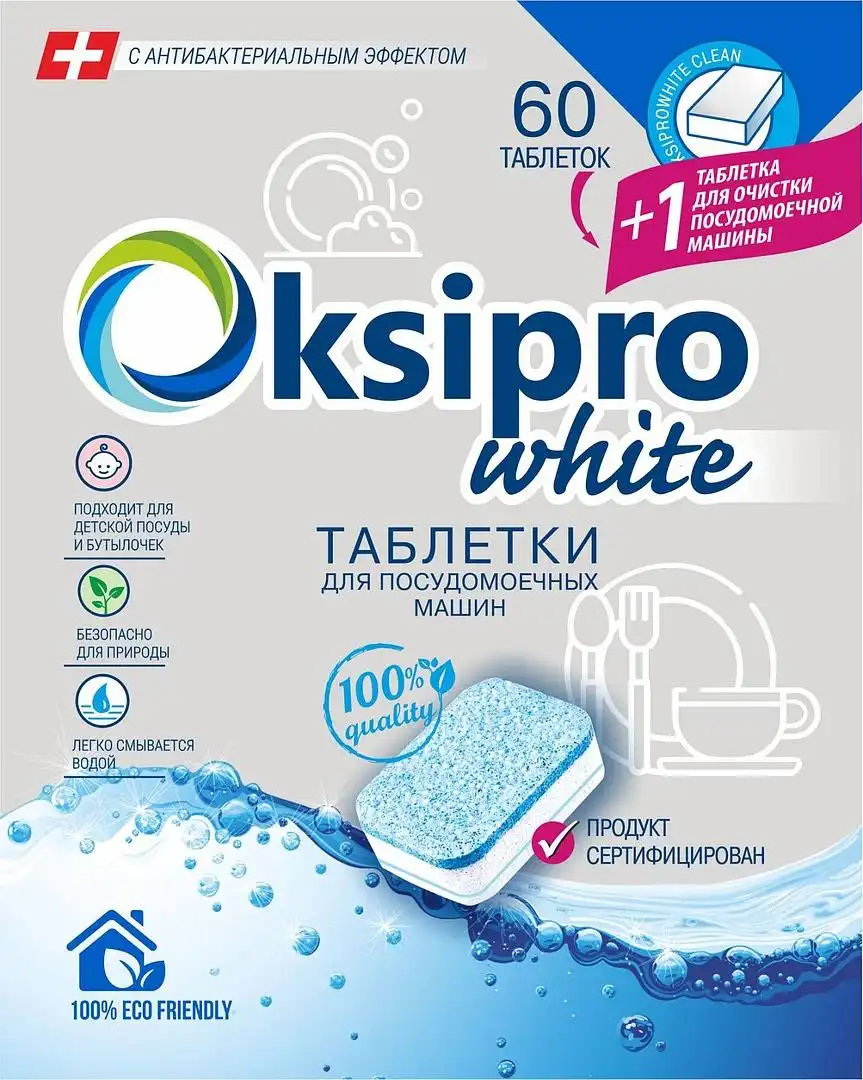 С АНТИБАКТЕРИАЛЬНЫМ ЭФФЕКТОМ
60
ТАБЛЕТОК
KSIPROWHITE CLEAN
+1 ТАБЛЕТКА
ДЛЯ ОЧИСТКИ
ПОСУДОМОЕЧНОЙ
МАШИНЫ
Oksipro
white
ТАБЛЕТКИ
ДЛЯ ПОСУДОМОЕЧНЫХ
МАШИН
ПОДХОДИТ ДЛЯ
ДЕТСКОЙ ПОСУДЫ
И БУТЫЛОЧЕК
БЕЗОПАСНО
ДЛЯ ПРИРОДЫ
ЛЕГКО СМЫВАЕТСЯ
ВОДОЙ
100%
quality
ПРОДУКТ
СЕРТИФИЦИРОВАН
100% ECO FRIENDLY